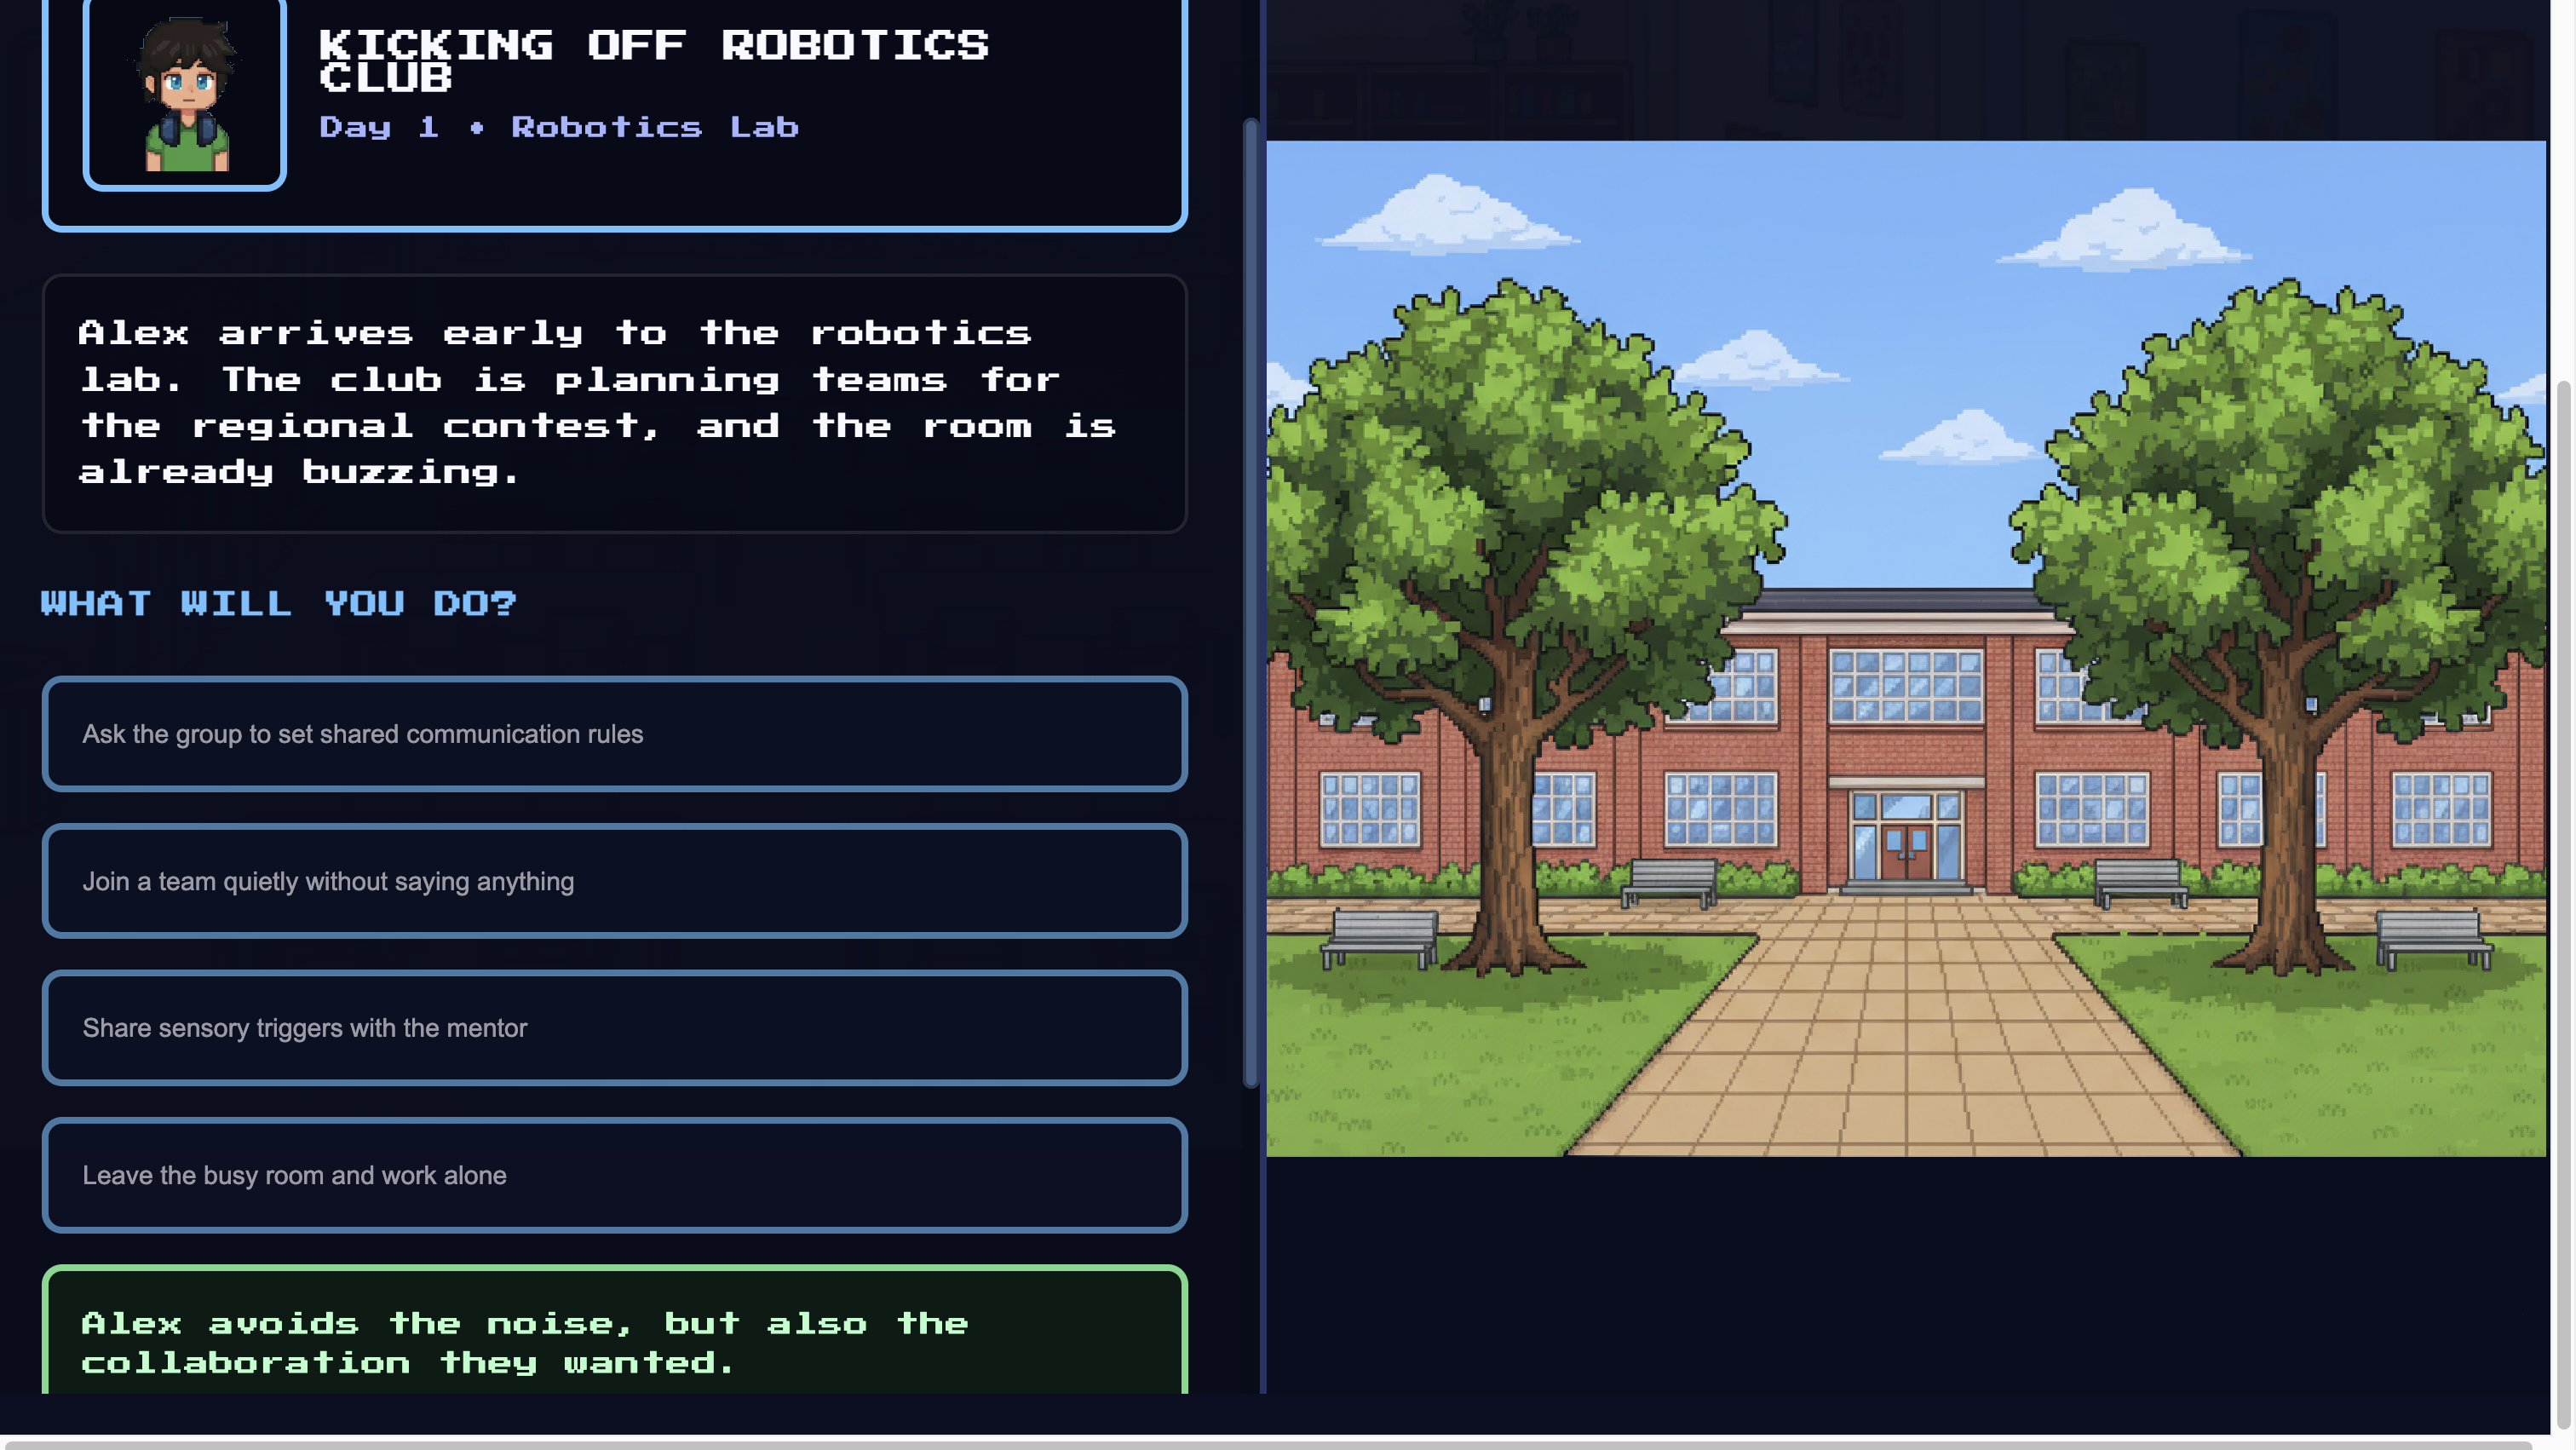 KICKING OFF ROBOTICS
CLUB
Day 1 • Robotics Lab
Alex arrives early to the robotics
lab. The club is planning teams for
the regional contest, and the room is
already buzzing.
WHAT WILL YOU DO?
Ask the group to set shared communication rules
Join a team quietly without saying anything
Share sensory triggers with the mentor
Leave the busy room and work alone
Alex avoids the noise, but also the
collaboration they wanted.